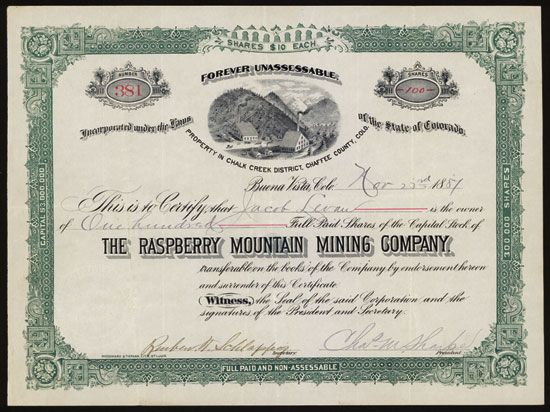 SHARES $10 EACH
FOREVER UNASSESSABLE.
NUMBER
381
SHARES
100
Incorporated under the Laws
of the State of Colorado.
PROPERTY IN CHALK CREEK DISTRICT, CHAFFEE COUNTY, COLO.
CAPITAL $3,000,000
300,000 SHARES
Buena Vista, Colo. Nov 23rd 188
This is to Certify, that Jacob is the owner
of One hundred Full Paid Shares of the Capital Stock of
THE RASPBERRY MOUNTAIN MINING COMPANY
transferable on the books of the Company by endorsement hereon
and surrender of this Certificate.
Witness, the Seal of the said Corporation and the
signatures of the President and Secretary.
Secretary.
Chas. M
President
FULL PAID AND NON-ASSESSABLE